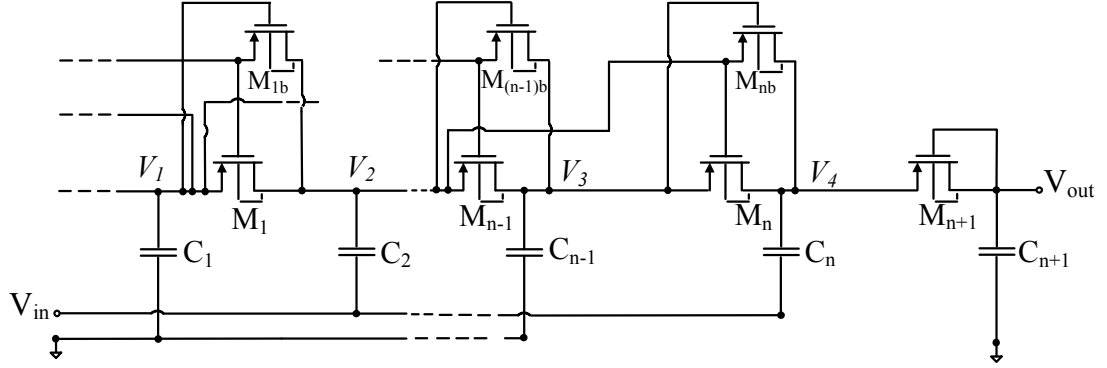 M1b
M(n-1)b
Mnb
V1
V2
V3
V4
Vout
M1
Mn-1
Mn
Mn+1
C1
C2
Cn-1
Cn
Cn+1
Vin